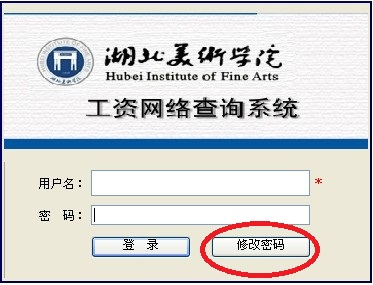 湖北美術学院
Hubei Institute of Fine Arts
工资网络查询系统
用户名： *
密 码：
登 录 修改密码